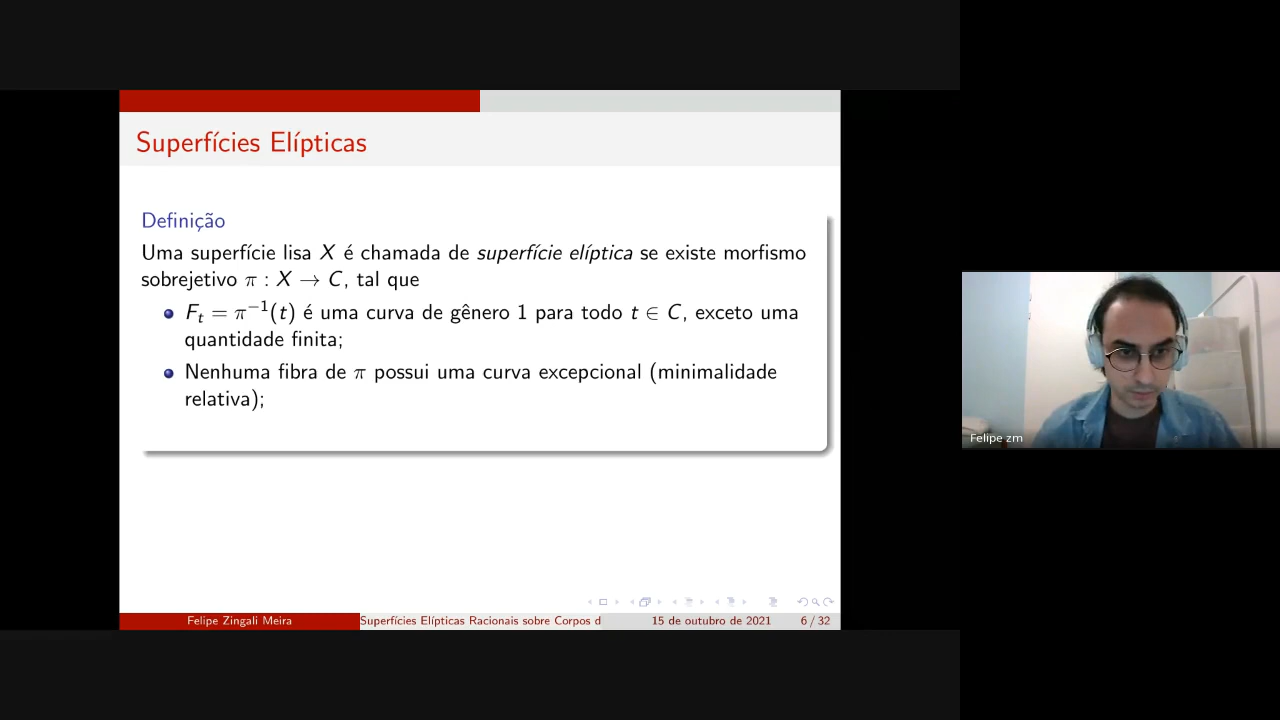 Superfícies Elípticas
Definição
Uma superfície lisa X é chamada de superfície elíptica se existe morfismo
sobrejetivo π : X → C, tal que
F_t = π⁻¹(t) é uma curva de gênero 1 para todo t ∈ C, exceto uma
quantidade finita;
Nenhuma fibra de π possui uma curva excepcional (minimalidade
relativa);
Felipe zm
Felipe Zingali Meira
Superfícies Elípticas Racionais sobre Corpos d
15 de outubro de 2021
6 / 32